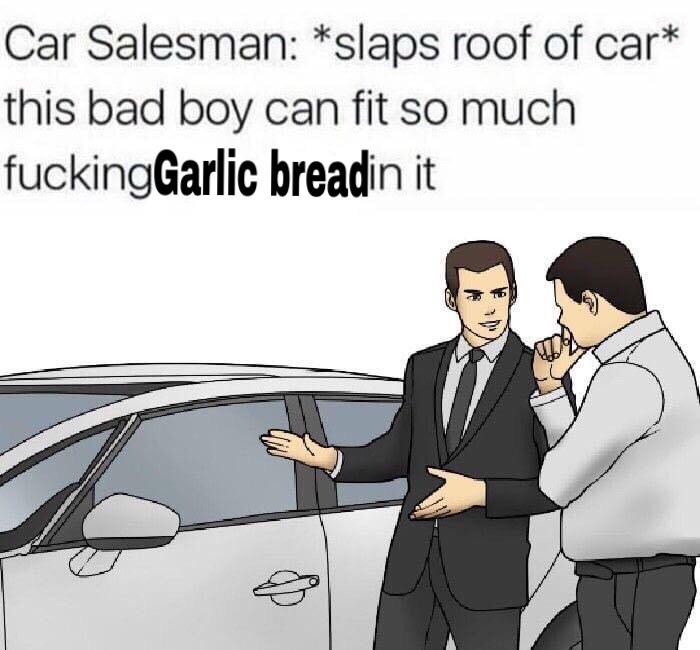 Car Salesman: *slaps roof of car*
this bad boy can fit so much
fuckingGarlic breadin it